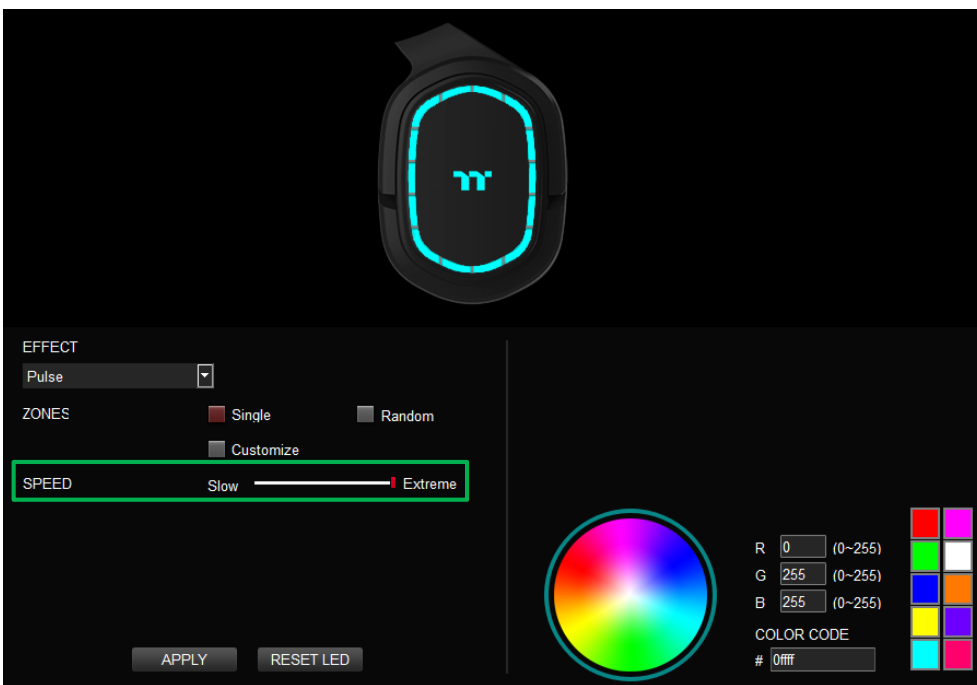 EFFECT
Pulse
ZONES Single Random
Customize
SPEED Slow Extreme
APPLY RESET LED
R 0 (0~255)
G 255 (0~255)
B 255 (0~255)
COLOR CODE
# 0ffff